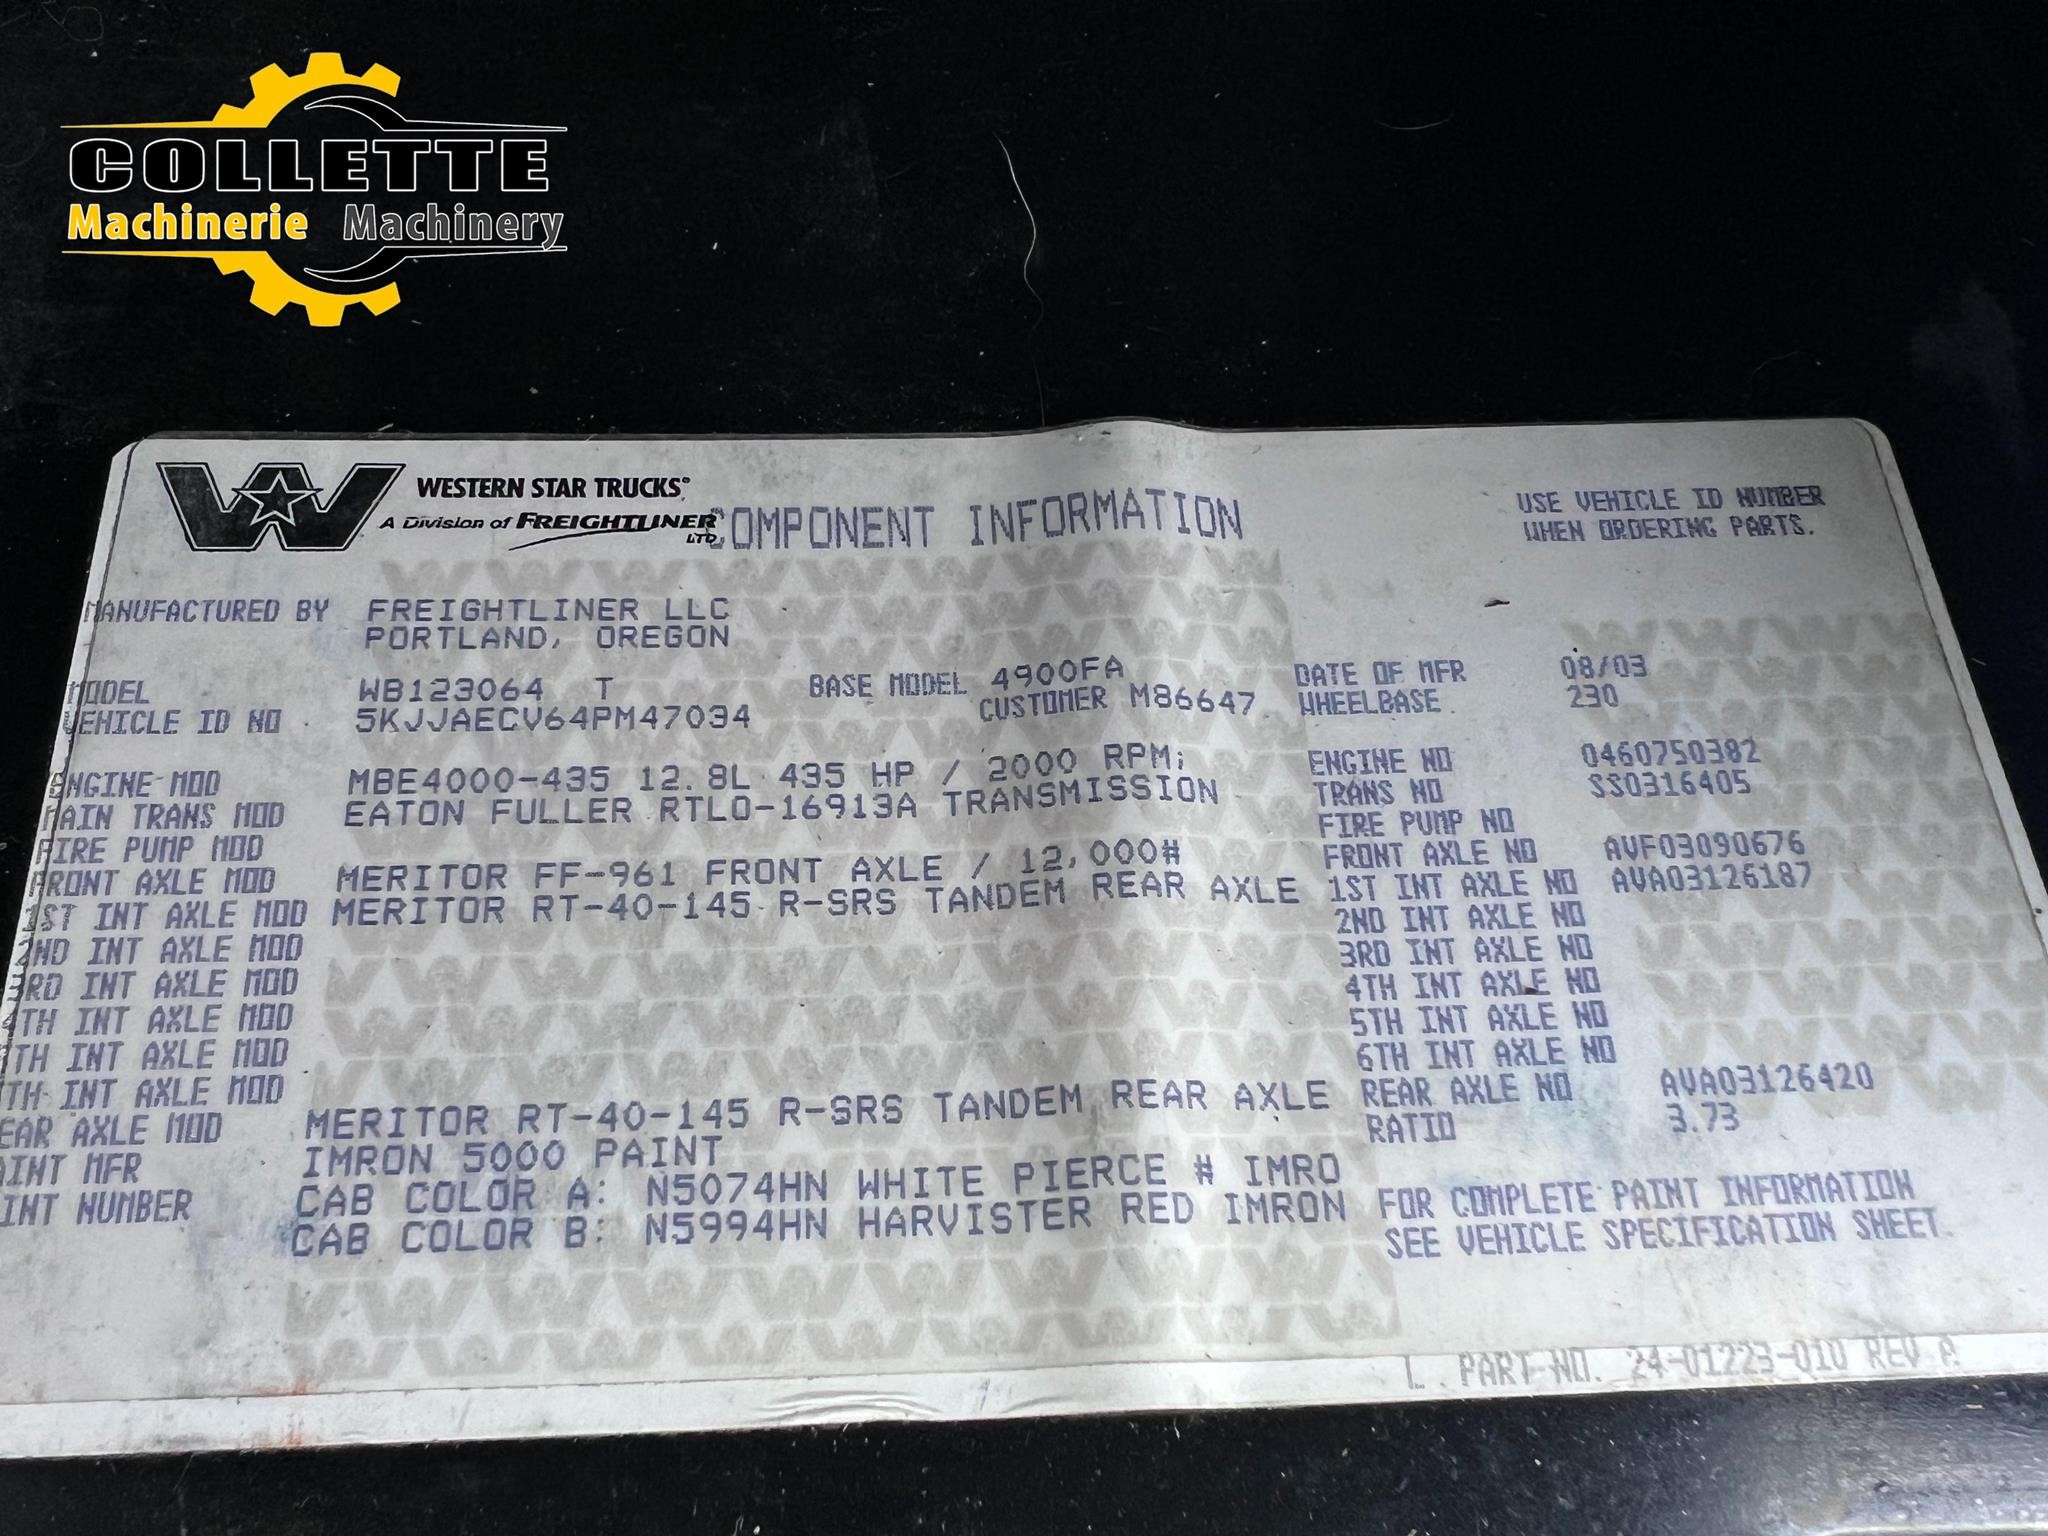 COLLETTE
Machinerie Machinery
WESTERN STAR TRUCKS
A Division of FREIGHTLINER LTD
COMPONENT INFORMATION
USE VEHICLE ID NUMBER
WHEN ORDERING PARTS.
MANUFACTURED BY FREIGHTLINER LLC
PORTLAND, OREGON
MODEL WB123064 T BASE MODEL 4900FA DATE OF MFR 08/03
VEHICLE ID NO 5KJJAECV64PM47034 CUSTOMER M86647 WHEELBASE 230
ENGINE MOD MBE4000-435 12.8L 435 HP / 2000 RPM; ENGINE NO 0460750382
MAIN TRANS MOD EATON FULLER RTLO-16913A TRANSMISSION TRANS NO SS0316405
FIRE PUMP MOD FIRE PUMP NO
FRONT AXLE MOD MERITOR FF-961 FRONT AXLE / 12,000# FRONT AXLE NO AVF03090676
1ST INT AXLE MOD MERITOR RT-40-145 R-SRS TANDEM REAR AXLE 1ST INT AXLE NO AVA03126187
2ND INT AXLE MOD 2ND INT AXLE NO
3RD INT AXLE MOD 3RD INT AXLE NO
4TH INT AXLE MOD 4TH INT AXLE NO
TH INT AXLE MOD 5TH INT AXLE NO
TH INT AXLE MOD 6TH INT AXLE NO
EAR AXLE MOD MERITOR RT-40-145 R-SRS TANDEM REAR AXLE REAR AXLE NO AVA03126420
AINT MFR IMRON 5000 PAINT RATIO 3.73
INT NUMBER CAB COLOR A: N5074HN WHITE PIERCE # IMRO FOR COMPLETE PAINT INFORMATION
CAB COLOR B: N5994HN HARVISTER RED IMRON SEE VEHICLE SPECIFICATION SHEET.
PART NO. 24-01223-010 REV A